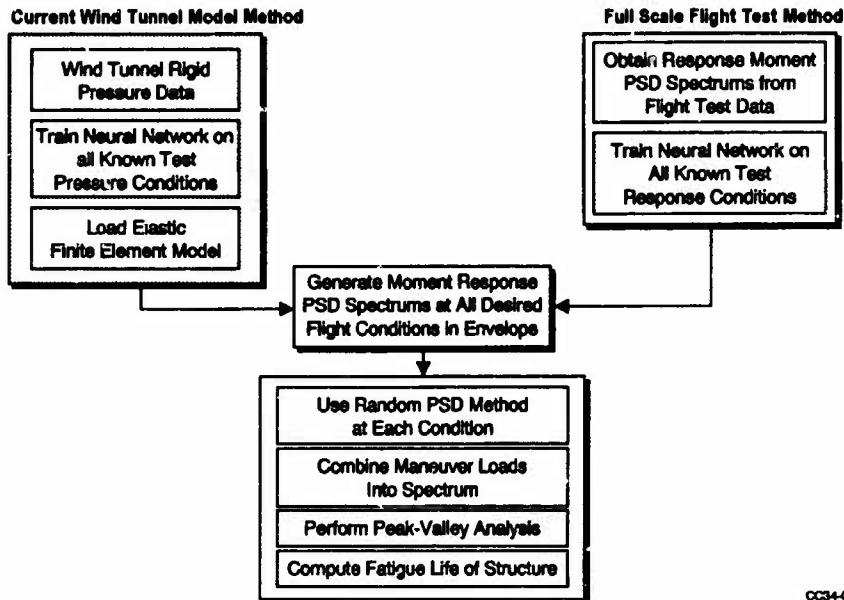 Current Wind Tunnel Model Method
Wind Tunnel Rigid
Pressure Data
Train Neural Network on
all Known Test
Pressure Conditions
Load Elastic
Finite Element Model
Full Scale Flight Test Method
Obtain Response Moment
PSD Spectrums from
Flight Test Data
Train Neural Network on
All Known Test
Response Conditions
Generate Moment Response
PSD Spectrums at All Desired
Flight Conditions in Envelope
Use Random PSD Method
at Each Condition
Combine Maneuver Loads
Into Spectrum
Perform Peak-Valley Analysis
Compute Fatigue Life of Structure